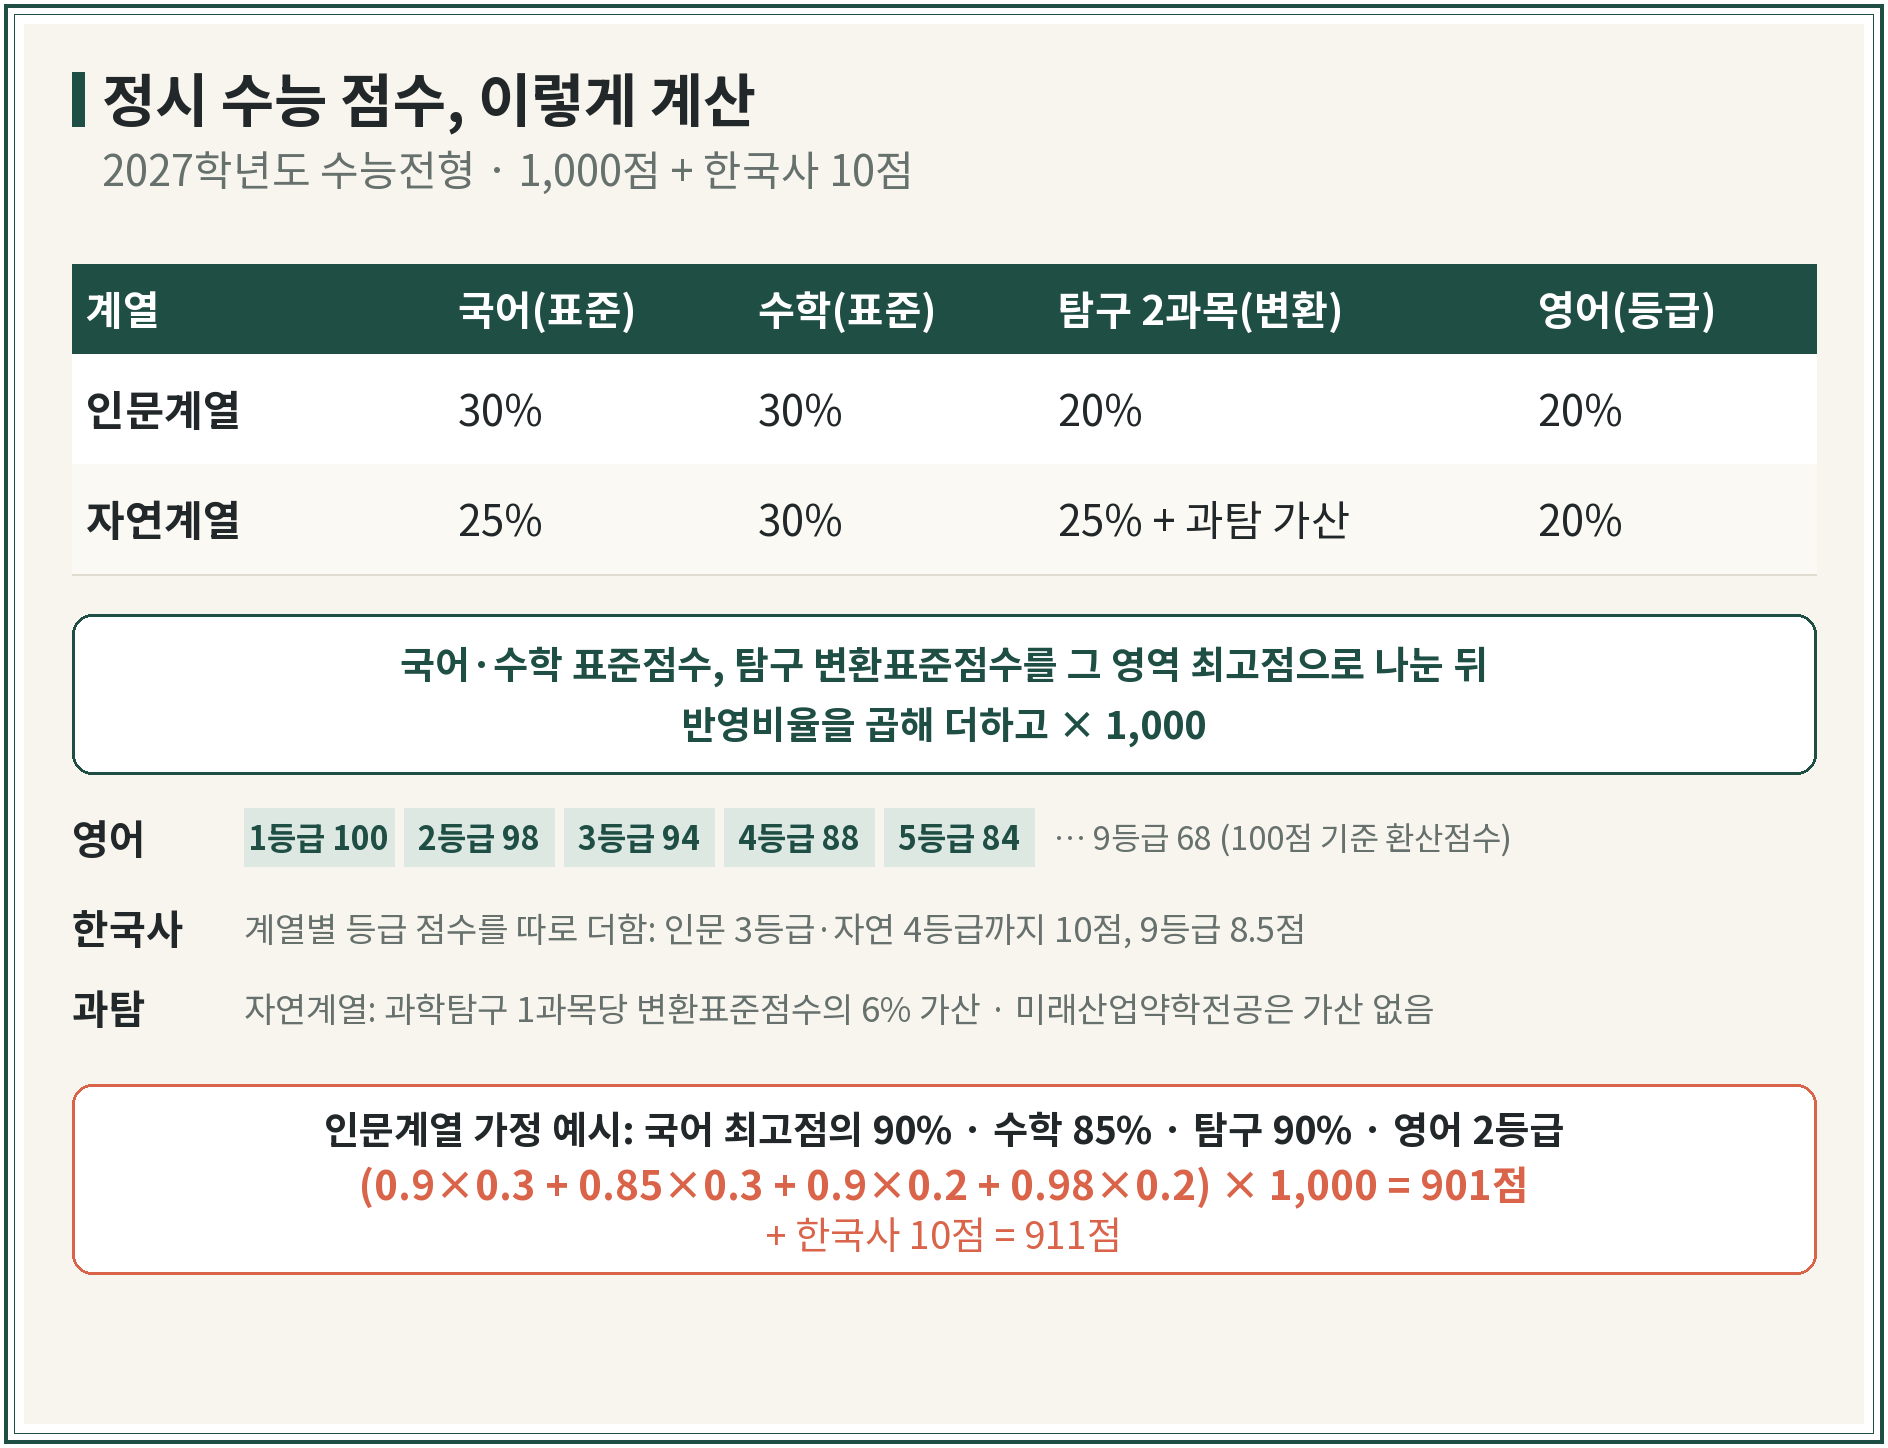 정시 수능 점수, 이렇게 계산
2027학년도 수능전형 · 1,000점 + 한국사 10점
계열 국어(표준) 수학(표준) 탐구 2과목(변환) 영어(등급)
인문계열 30% 30% 20% 20%
자연계열 25% 30% 25% + 과탐 가산 20%
국어·수학 표준점수, 탐구 변환표준점수를 그 영역 최고점으로 나눈 뒤
반영비율을 곱해 더하고 × 1,000
영어 1등급 100 2등급 98 3등급 94 4등급 88 5등급 84 … 9등급 68 (100점 기준 환산점수)
한국사 계열별 등급 점수를 따로 더함: 인문 3등급·자연 4등급까지 10점, 9등급 8.5점
과탐 자연계열: 과학탐구 1과목당 변환표준점수의 6% 가산 · 미래산업약학전공은 가산 없음
인문계열 가정 예시: 국어 최고점의 90% · 수학 85% · 탐구 90% · 영어 2등급
(0.9×0.3 + 0.85×0.3 + 0.9×0.2 + 0.98×0.2) × 1,000 = 901점
+ 한국사 10점 = 911점